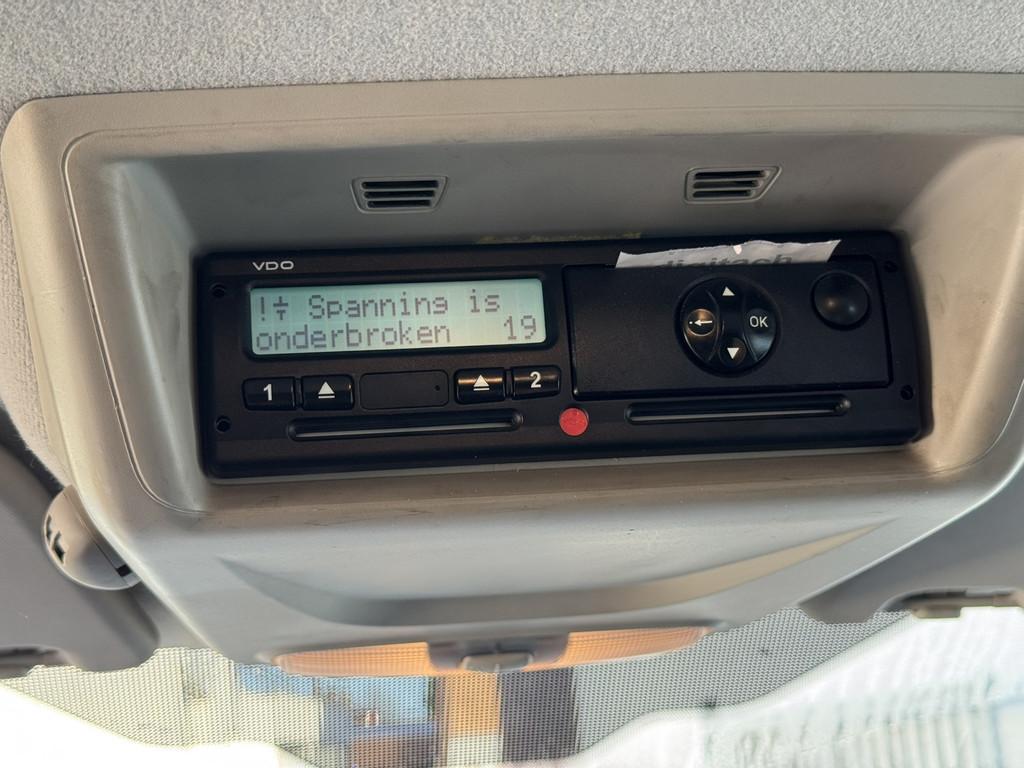 VDO
!÷ Spanning is
onderbroken 19
1
2
OK